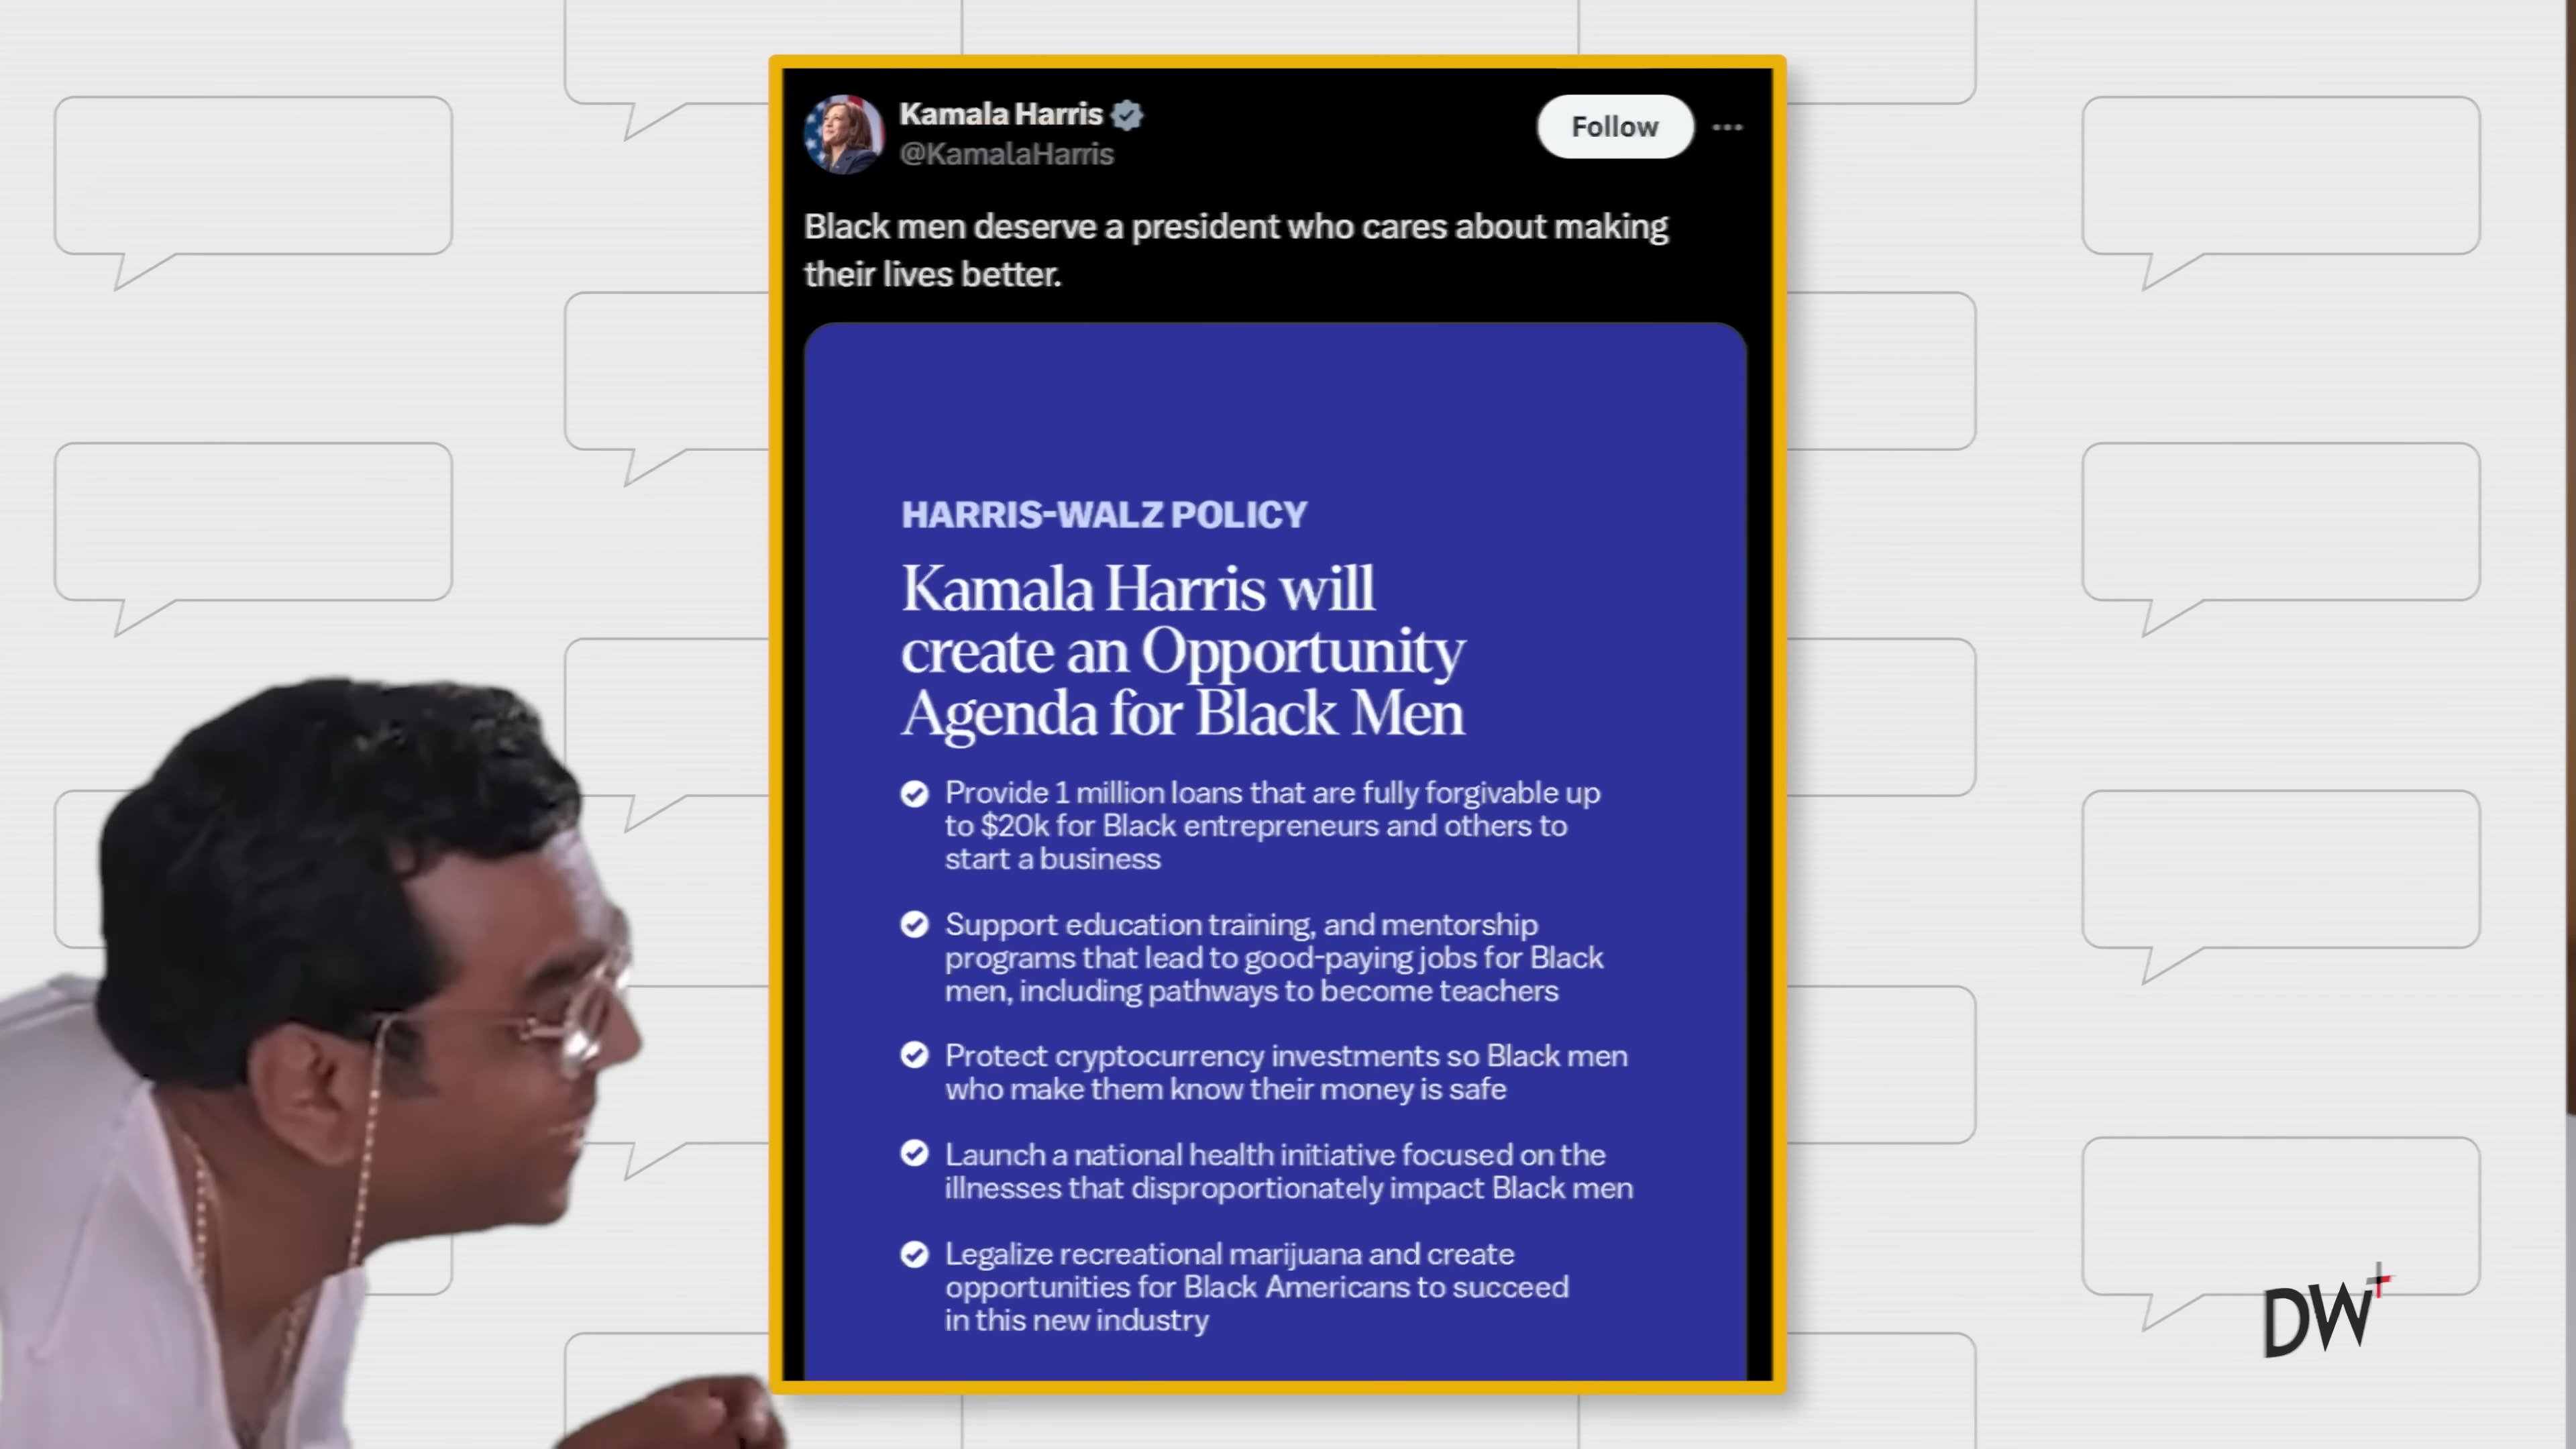 Kamala Harris
@KamalaHarris
Follow
Black men deserve a president who cares about making
their lives better.
HARRIS-WALZ POLICY
Kamala Harris will
create an Opportunity
Agenda for Black Men
Provide 1 million loans that are fully forgivable up
to $20k for Black entrepreneurs and others to
start a business
Support education training, and mentorship
programs that lead to good-paying jobs for Black
men, including pathways to become teachers
Protect cryptocurrency investments so Black men
who make them know their money is safe
Launch a national health initiative focused on the
illnesses that disproportionately impact Black men
Legalize recreational marijuana and create
opportunities for Black Americans to succeed
in this new industry
DW+